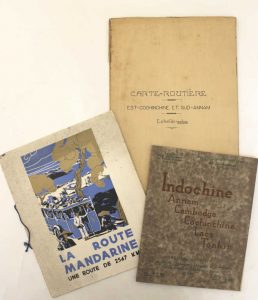 CARTE-ROUTIÈRE
EST-COCHINCHINE ET SUD-ANNAM
LA ROUTE
MANDARINE
UNE ROUTE DE 2547 KM
Indochine
Annam
Cambodge
Cochinchine
Laos
Tonkin